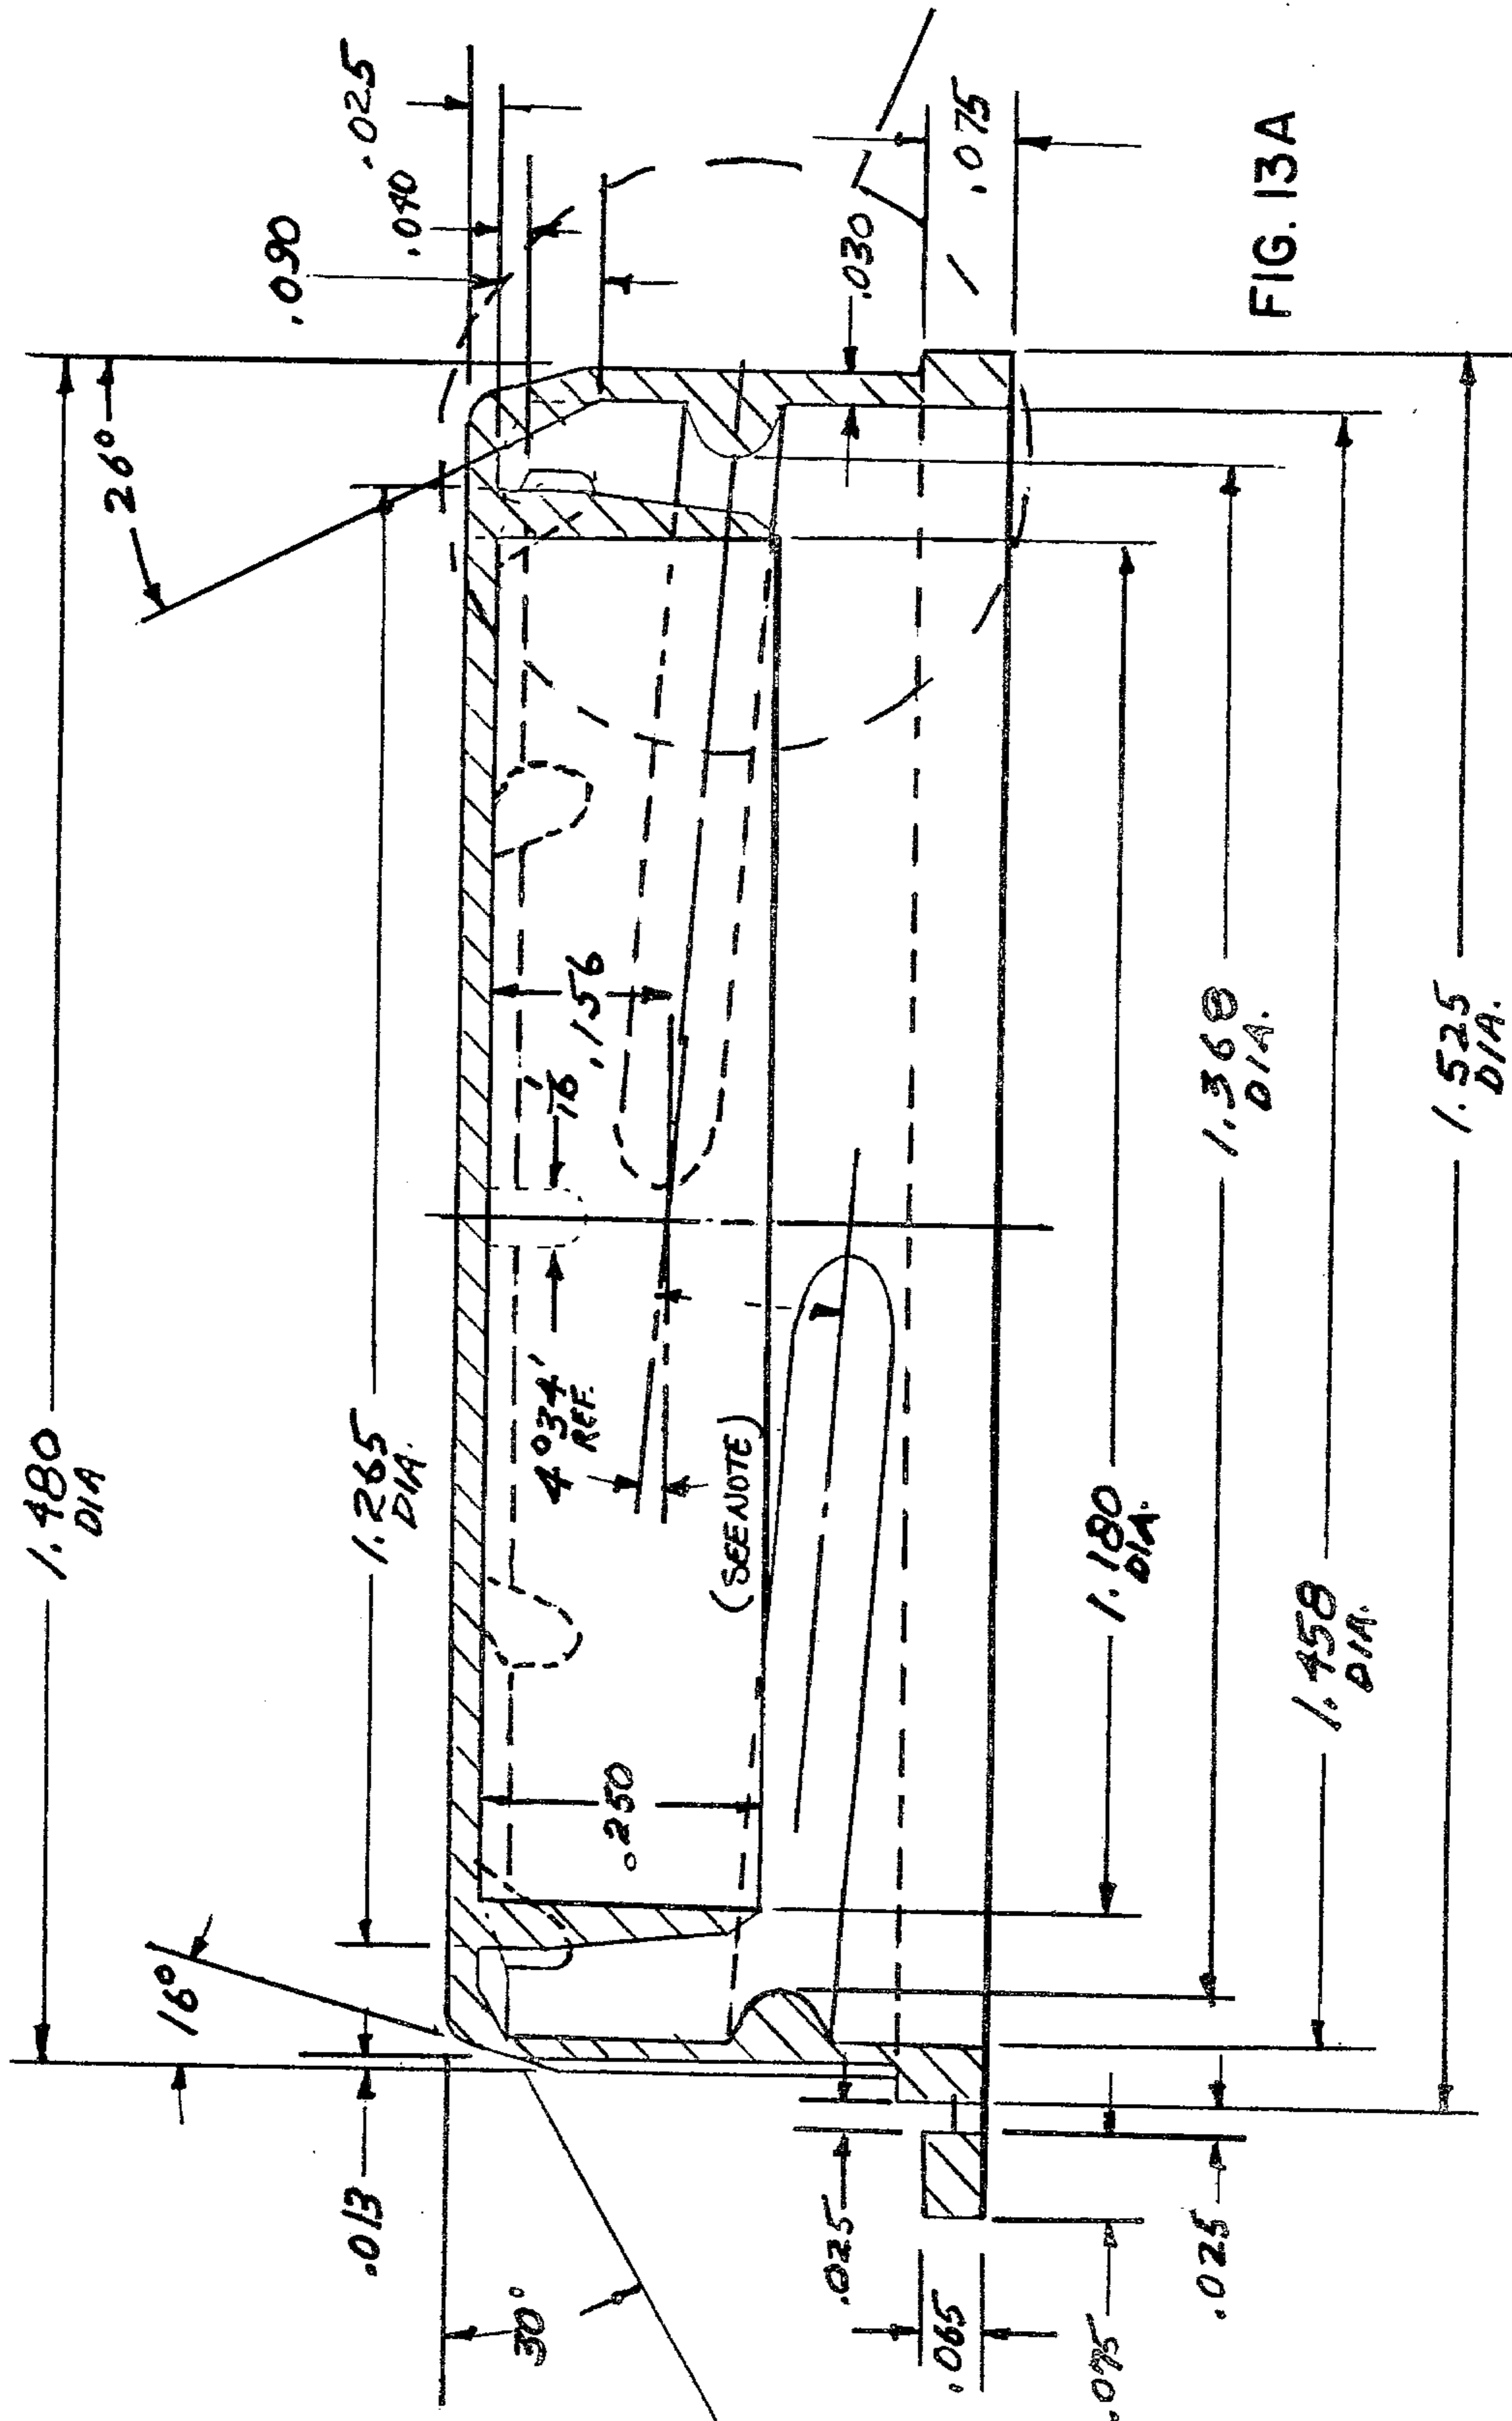 1.480
DIA
26°
16°
1.265
DIA.
.090
.040
.025
.013
30°
4°34'
REF.
1/16
.156
(SEE NOTE)
.250
.030
.075
.025
.065
.075
.025
1.180
DIA.
1.368
DIA.
1.458
DIA.
1.525
DIA.
FIG. 13A